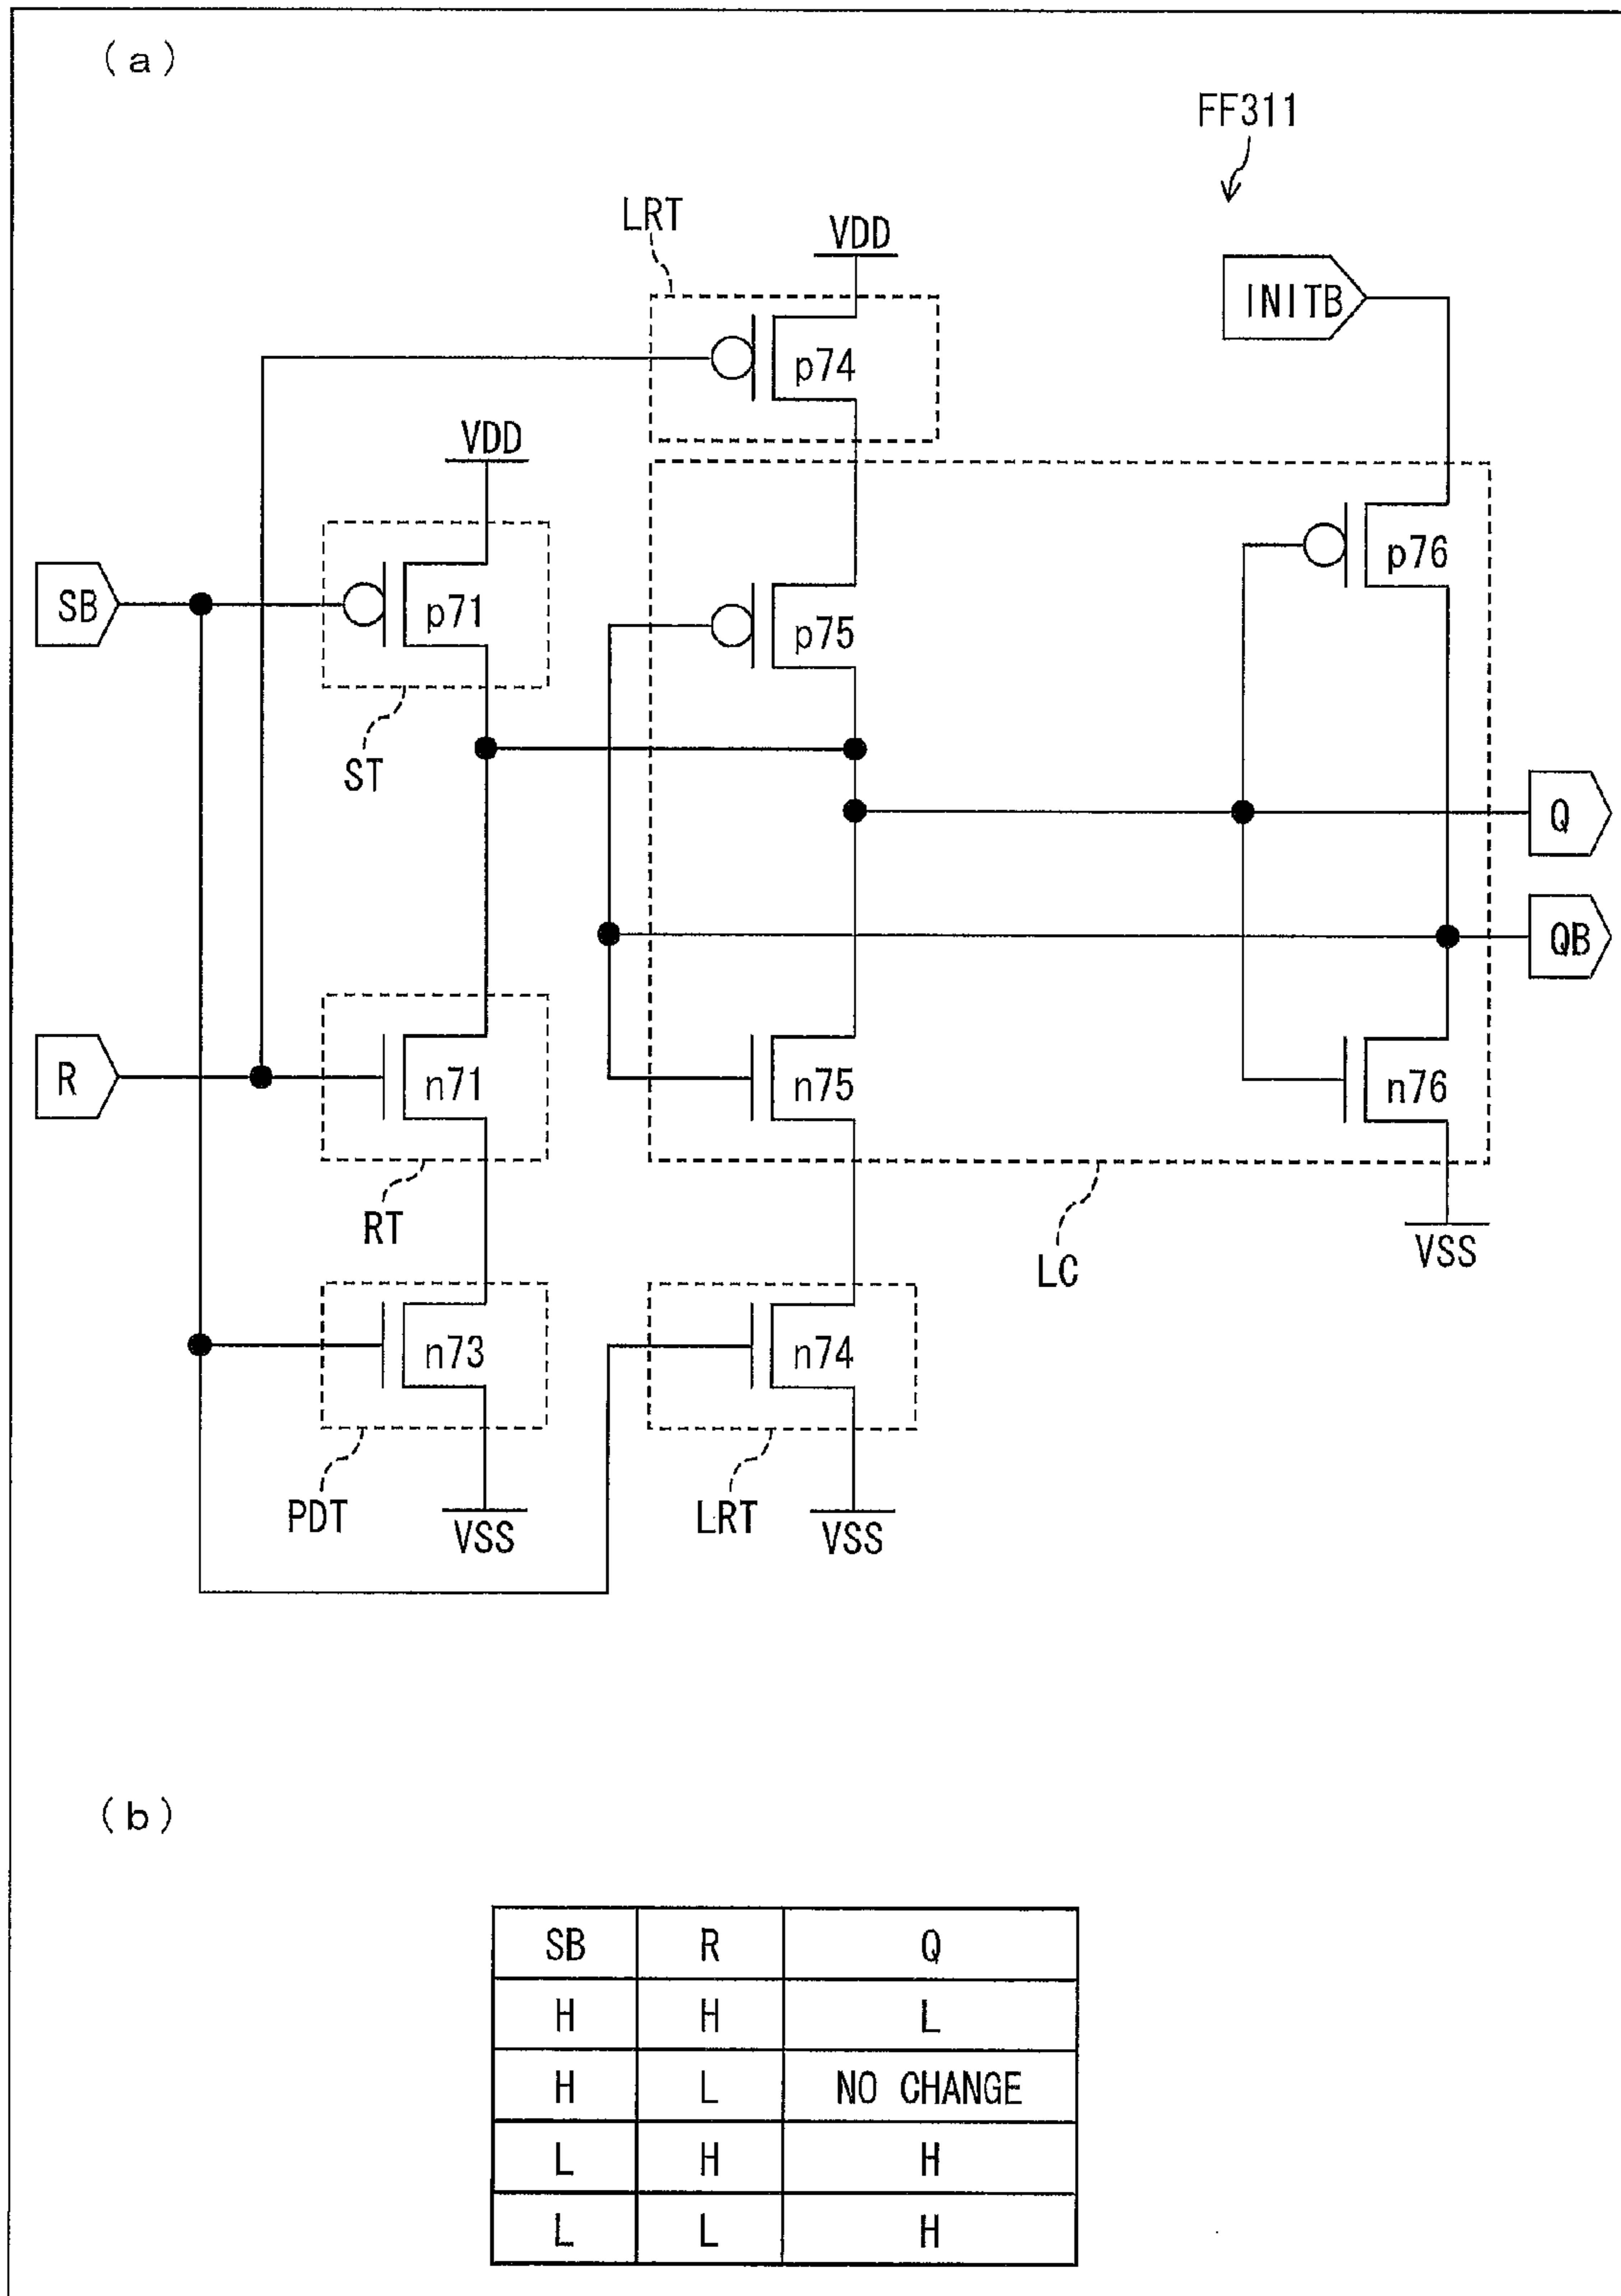 (a)
FF311
LRT
VDD
INITB
p74
VDD
p76
SB
p71
p75
ST
Q
QB
R
n71
n75
n76
RT
LC
VSS
n73
n74
PDT
VSS
LRT
VSS
(b)
SB R Q
H H L
H L NO CHANGE
L H H
L L H